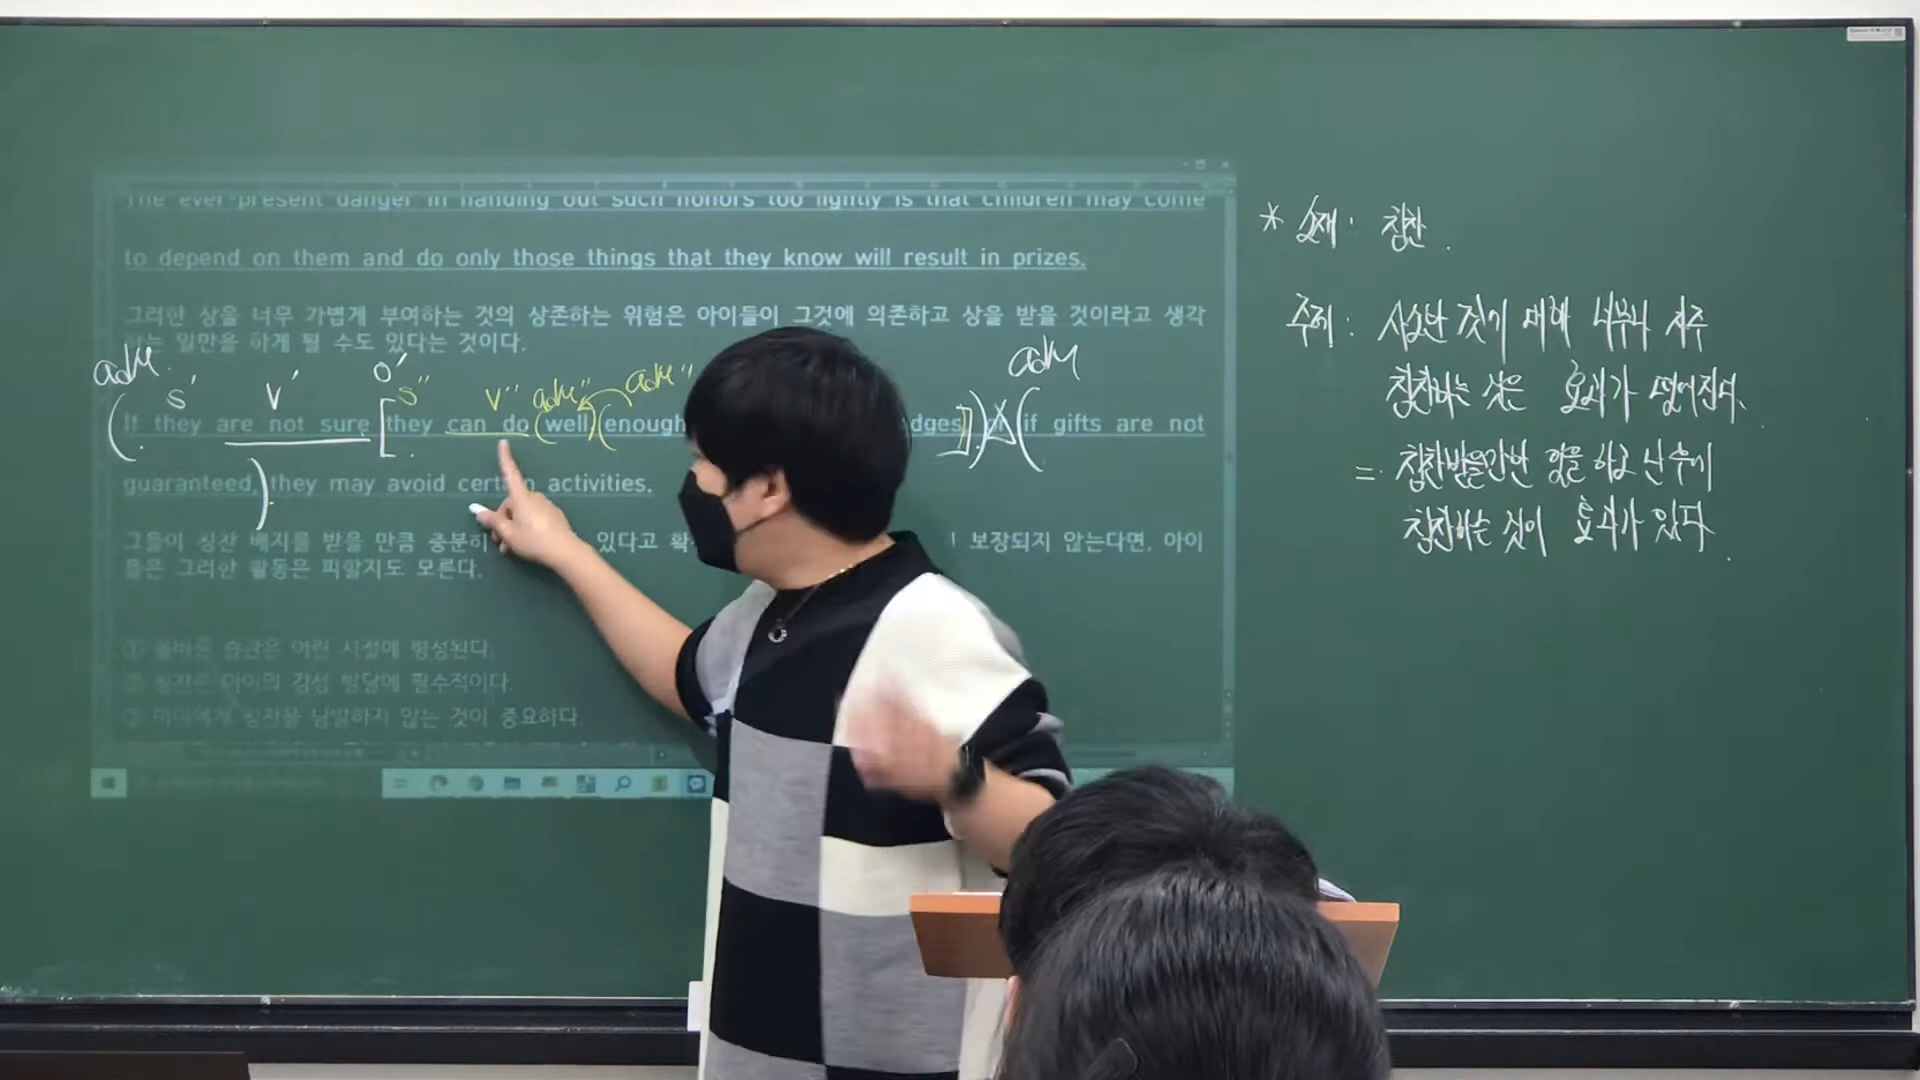 The ever-present danger in handing out such honors too lightly is that children may come
to depend on them and do only those things that they know will result in prizes.
그러한 상을 너무 가볍게 부여하는 것의 상존하는 위험은 아이들이 그것에 의존하고 상을 받을 것이라고 생각
하는 일만을 하게 될 수도 있다는 것이다.
adv. S' V' O' S" V" adv" adv" adv
If they are not sure they can do well enough dges if gifts are not
guaranteed, they may avoid certain activities.
그들이 칭찬 배지를 받을 만큼 충분히 있다고 확 보장되지 않는다면, 아이
들은 그러한 활동은 피할지도 모른다.
① 올바른 습관은 어린 시절에 형성된다.
② 칭찬은 아이의 감성 발달에 필수적이다.
③ 아이에게 칭찬을 남발하지 않는 것이 중요하다.
* 소재: 칭찬.
주제: 사소한 것에 대해 너무나 자주
칭찬하는 것은 효과가 떨어진다.
= 칭찬받을만한 일을 하고 난 후에
칭찬하는 것이 효과가 있다.